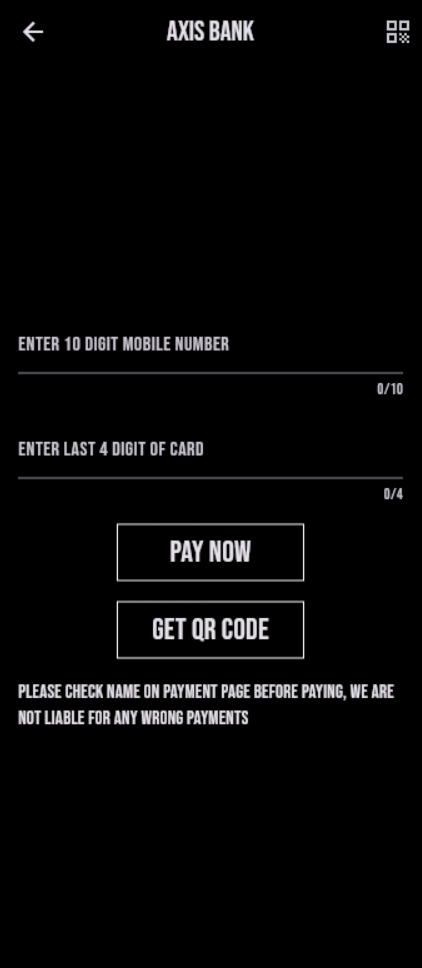 AXIS BANK
ENTER 10 DIGIT MOBILE NUMBER
0/10
ENTER LAST 4 DIGIT OF CARD
0/4
PAY NOW
GET QR CODE
PLEASE CHECK NAME ON PAYMENT PAGE BEFORE PAYING, WE ARE
NOT LIABLE FOR ANY WRONG PAYMENTS